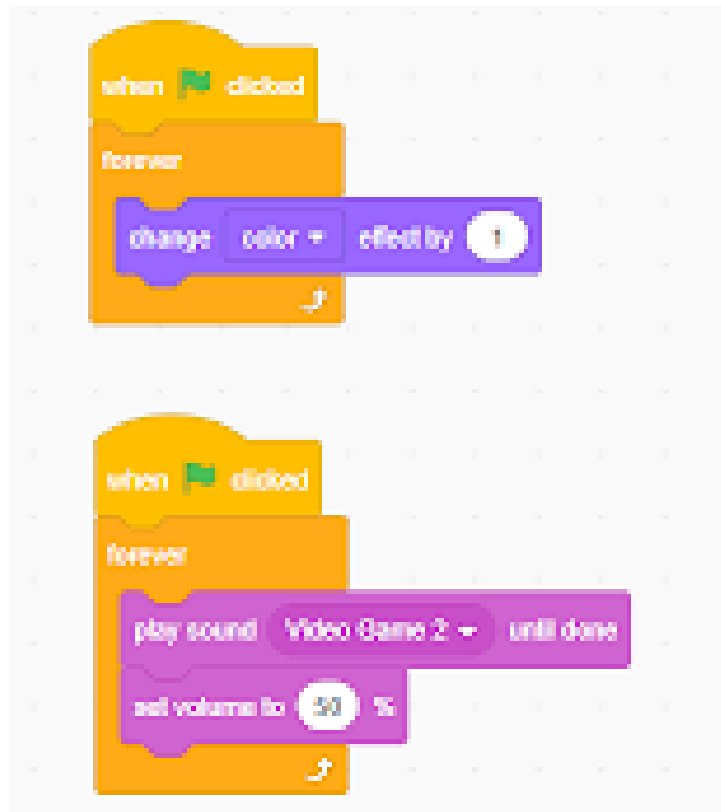 when clicked
forever
change color effect by 1
when clicked
forever
play sound Video Game 2 until done
set volume to 50 %